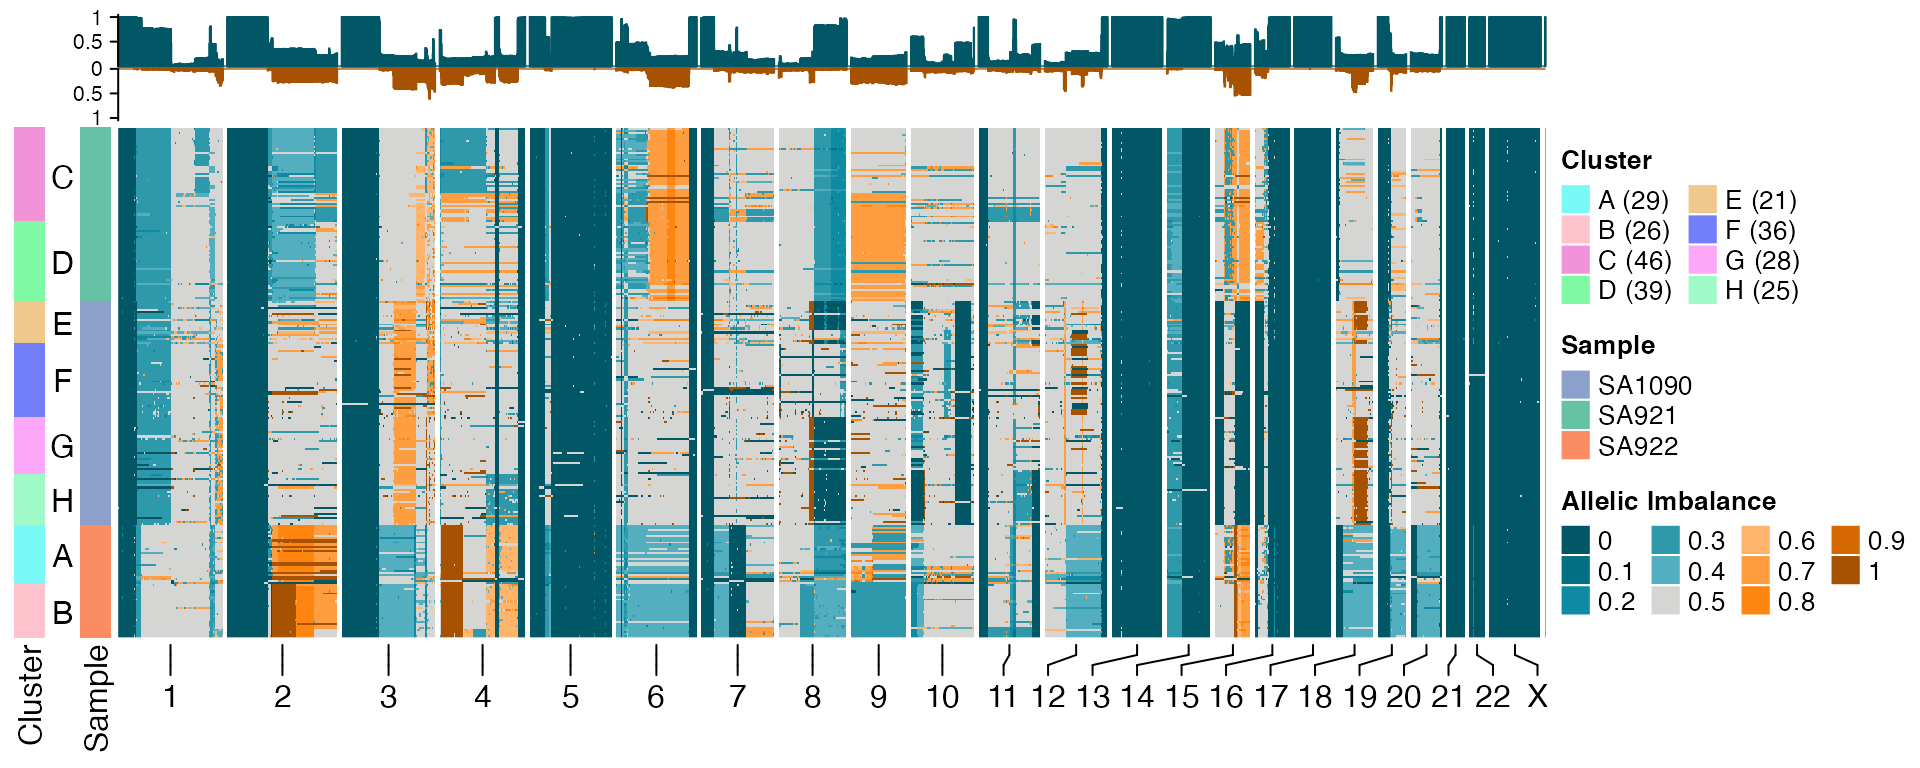 1
0.5
0
0.5
1
C
D
E
F
G
H
A
B
Cluster
Sample
1 2 3 4 5 6 7 8 9 10 11 12 13 14 15 16 17 18 19 20 21 22 X
Cluster
A (29) E (21)
B (26) F (36)
C (46) G (28)
D (39) H (25)
Sample
SA1090
SA921
SA922
Allelic Imbalance
0 0.3 0.6 0.9
0.1 0.4 0.7 1
0.2 0.5 0.8